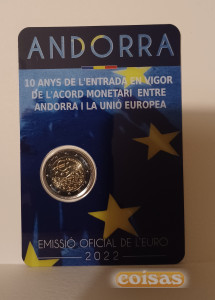 ANDORRA
10 ANYS DE L'ENTRADA EN VIGOR
DE L'ACORD MONETARI ENTRE
ANDORRA I LA UNIÓ EUROPEA
EMISSIÓ OFICIAL DE L'EURO
2022
coisas